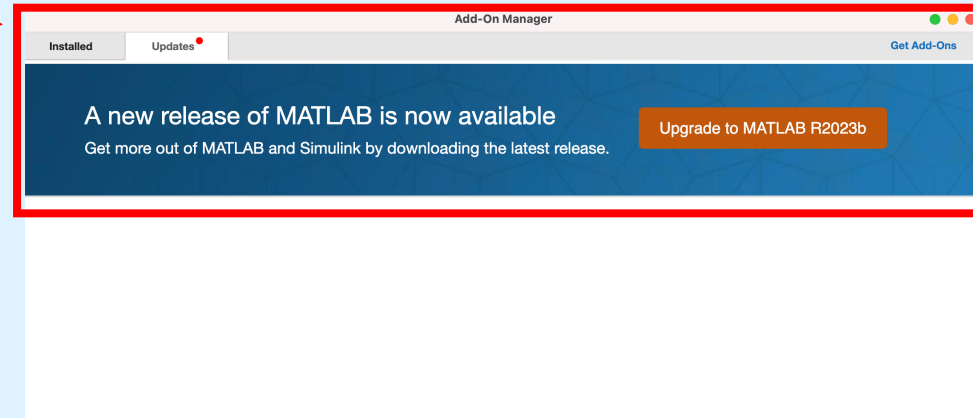 Add-On Manager
Installed
Updates
Get Add-Ons
A new release of MATLAB is now available
Get more out of MATLAB and Simulink by downloading the latest release.
Upgrade to MATLAB R2023b